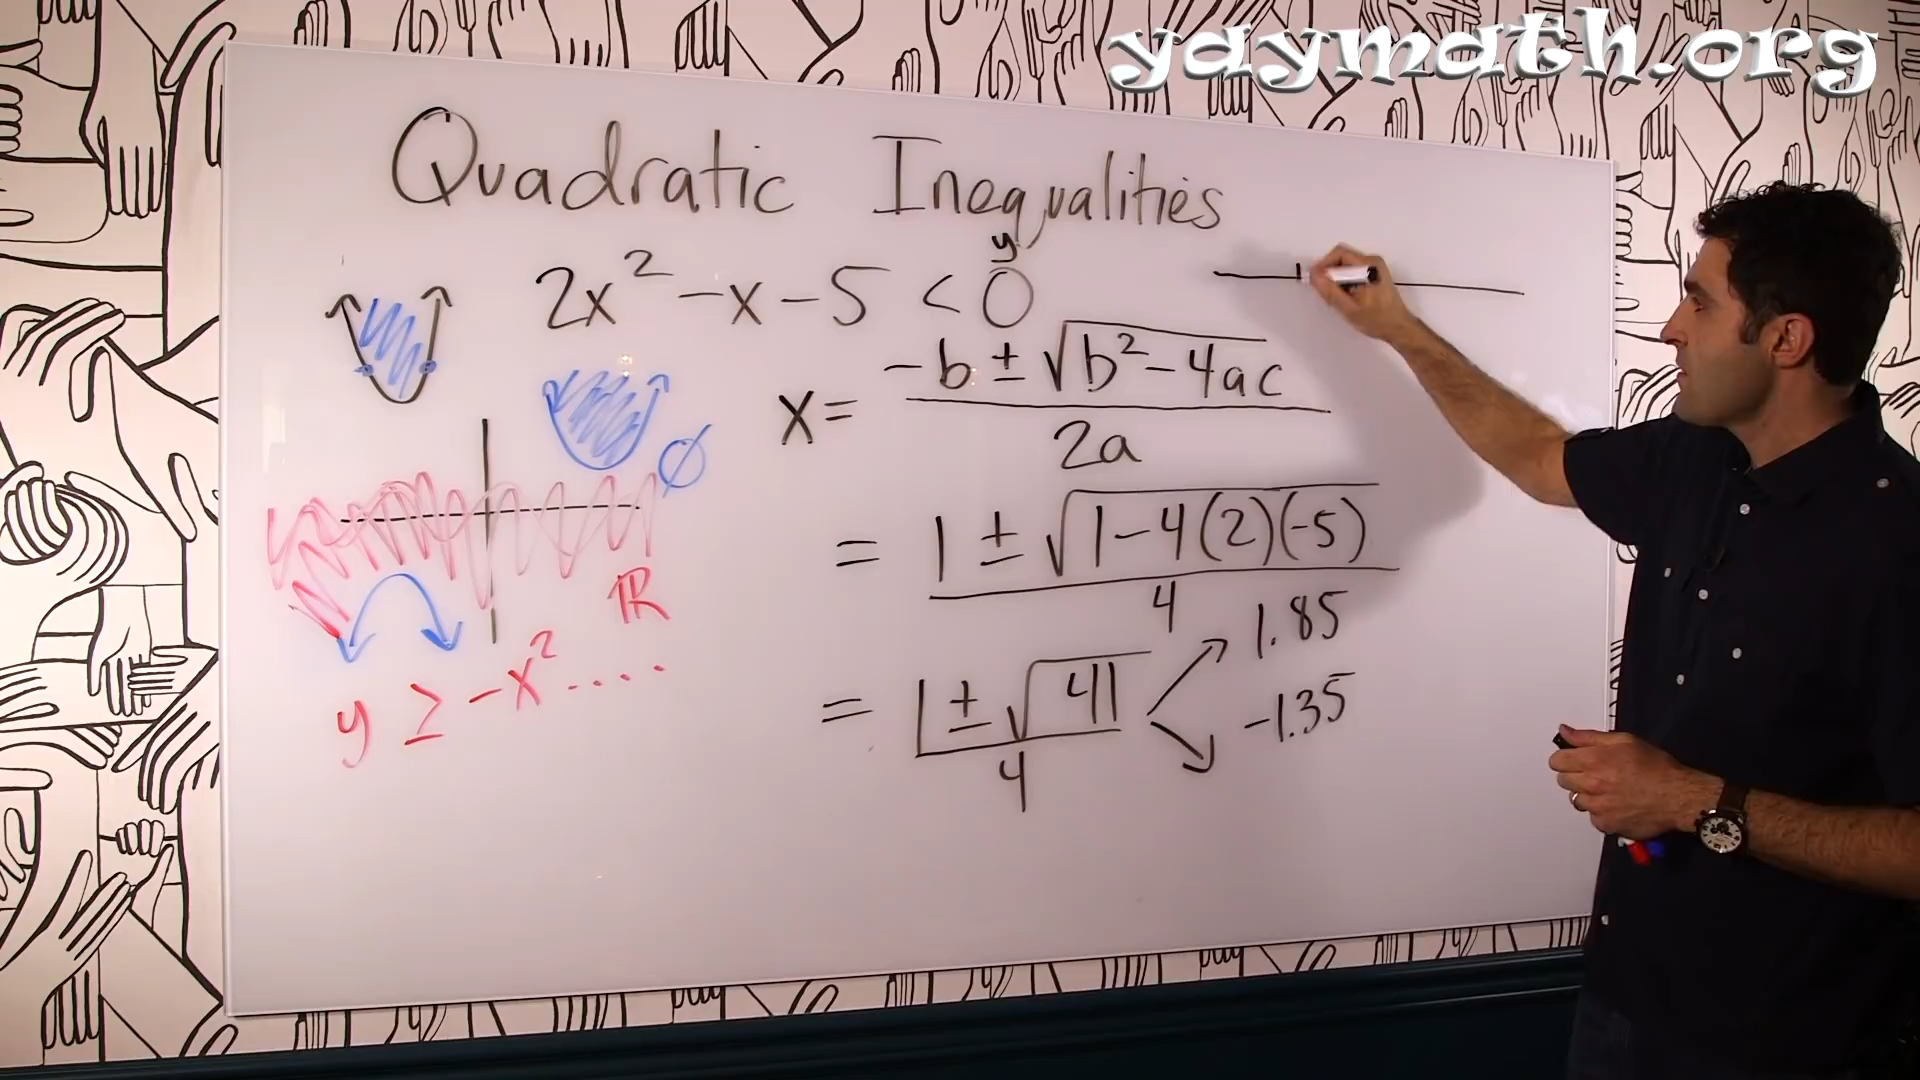 yaymath.org
Quadratic Inequalities
y
2x² -x -5 < 0
x = -b ± √b² - 4ac
2a
∅
= 1 ± √1 - 4(2)(-5)
4
ℝ
y ≥ -x² ....
= 1 ± √41
4
1.85
-1.35